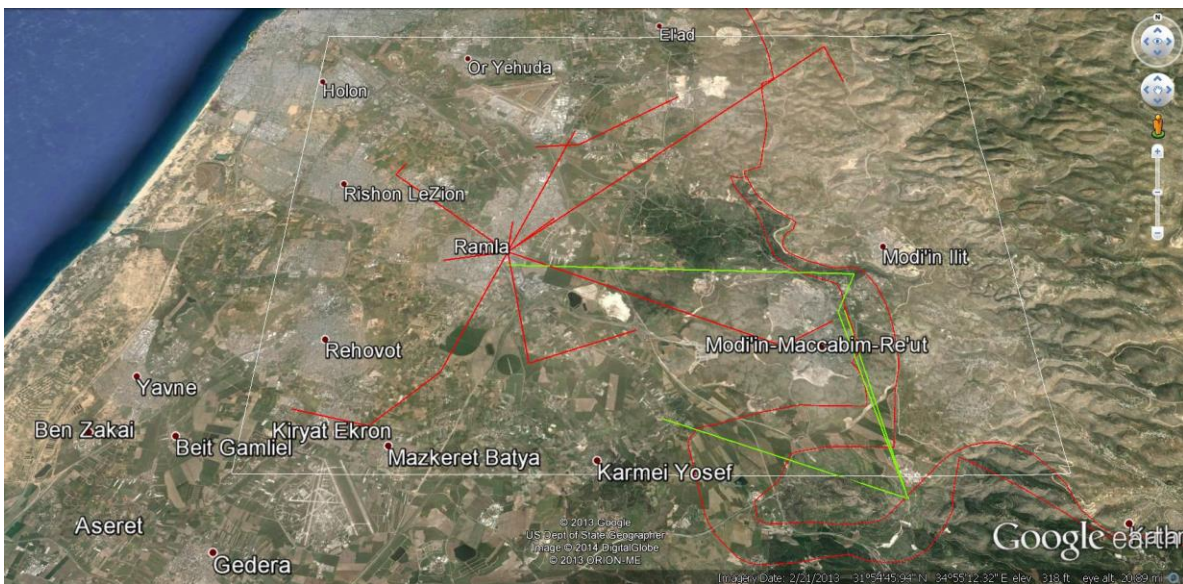 El'ad
Or Yehuda
Holon
N
Rishon LeZion
Ramla
Modi'in Ilit
Rehovot
Modi'in-Maccabim-Re'ut
Yavne
Ben Zakai
Kiryat Ekron
Beit Gamliel
Mazkeret Batya
Karmei Yosef
Aseret
Gedera
© 2013 Google
US Dept of State Geographer
Image © 2014 DigitalGlobe
© 2013 ORION-ME
Google earth
Imagery Date: 2/21/2013 31°54'45.94" N 34°55'12.32" E elev 318 ft eye alt 20.89 mi